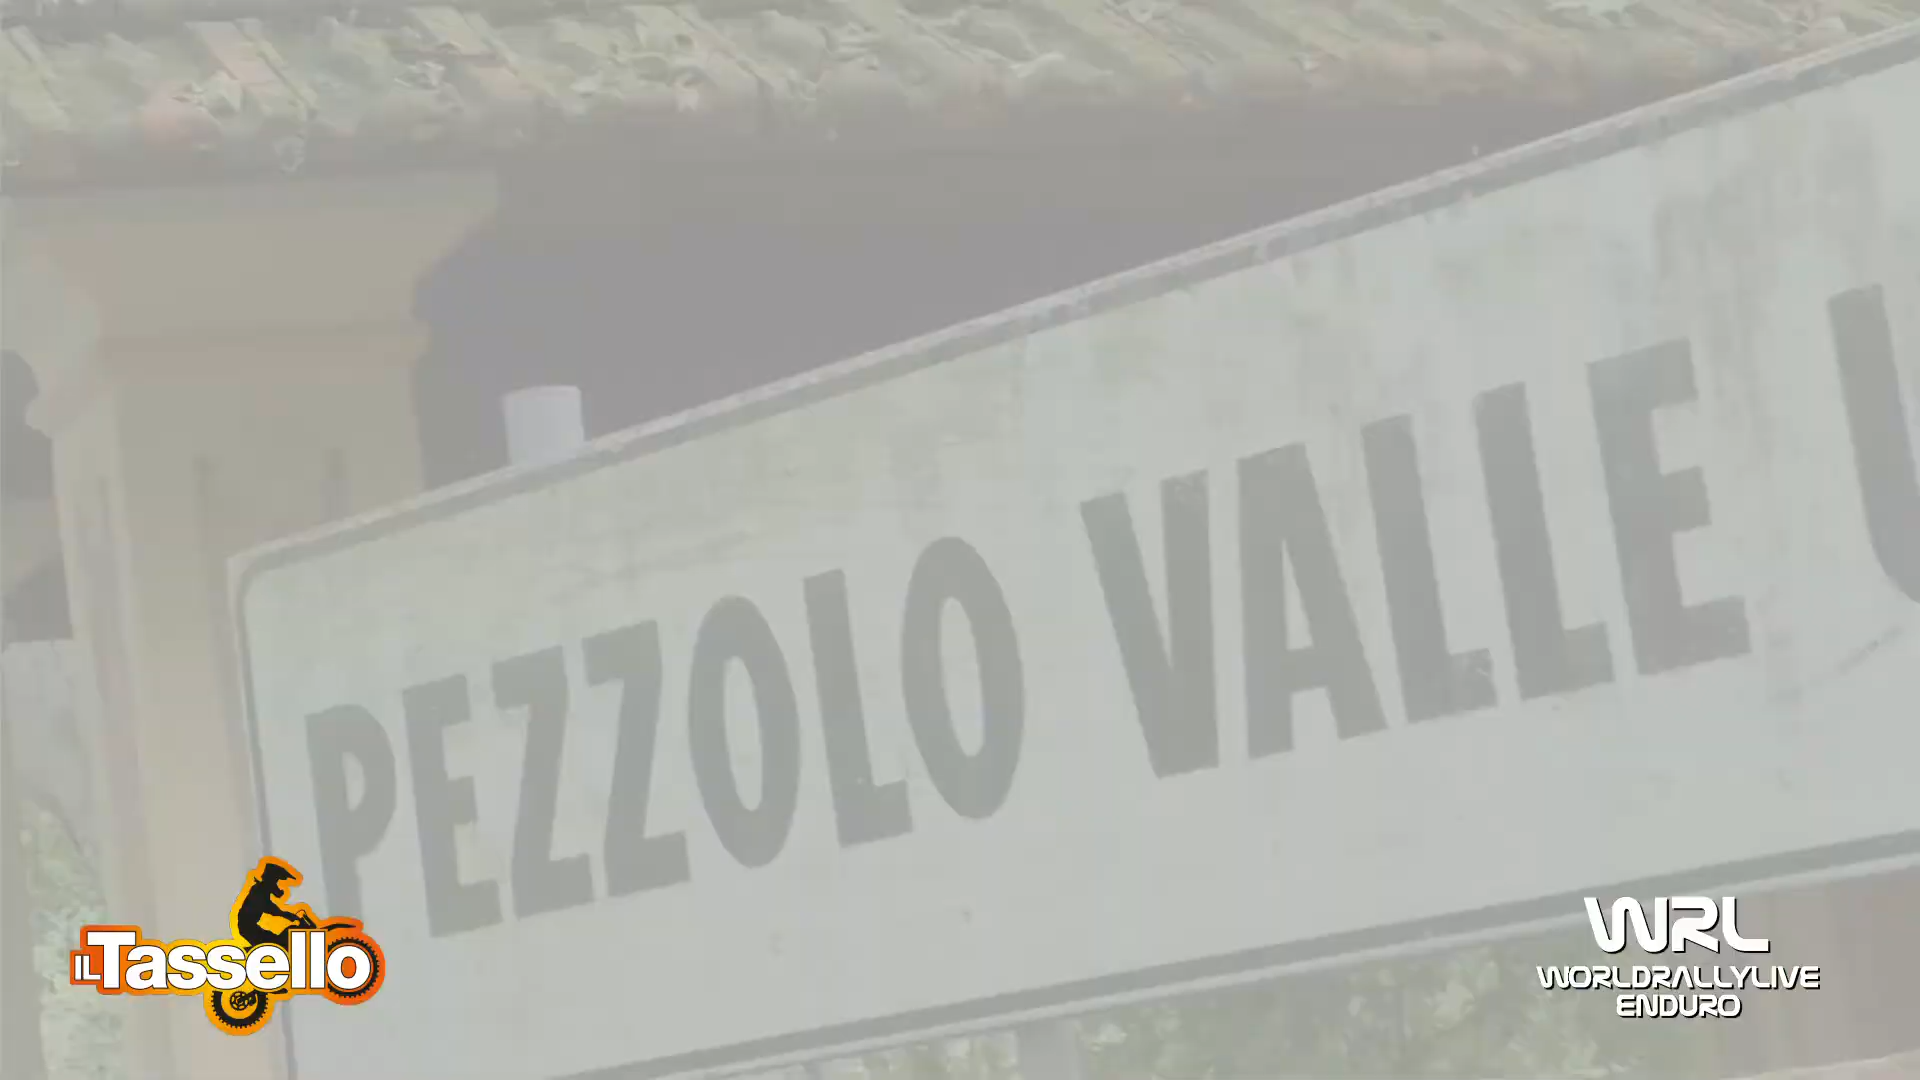 PEZZOLO VALLE U
IL Tassello
WRL
WORLDRALLYLIVE
ENDURO